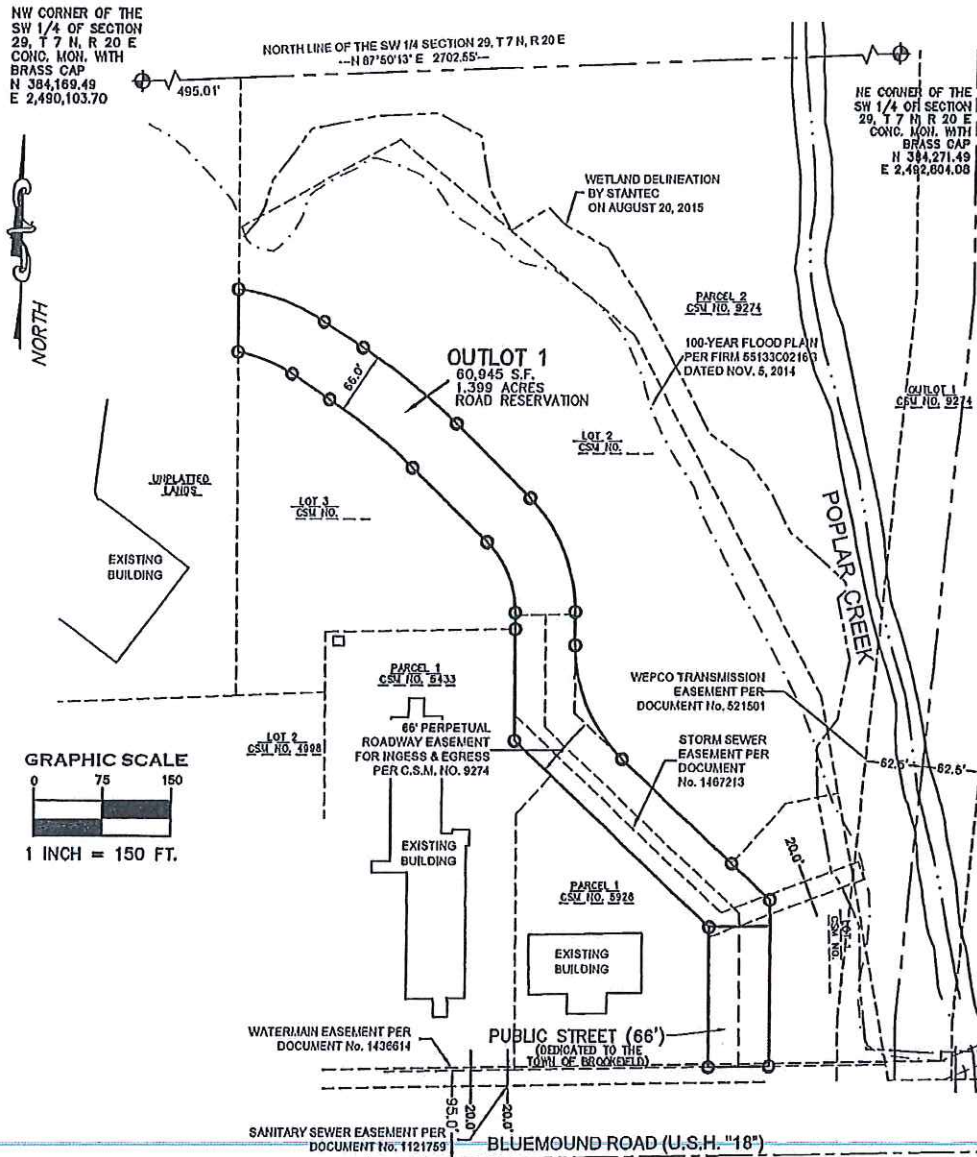 NW CORNER OF THE
SW 1/4 OF SECTION
29, T 7 N, R 20 E
CONC. MON. WITH
BRASS CAP
N 384,169.49
E 2,490,103.70
NORTH LINE OF THE SW 1/4 SECTION 29, T 7 N, R 20 E
---N 87°50'13" E 2702.55'---
495.01'
NE CORNER OF THE
SW 1/4 OF SECTION
29, T 7 N, R 20 E
CONC. MON. WITH
BRASS CAP
N 384,271.49
E 2,492,804.08
NORTH
WETLAND DELINEATION
BY STANTEC
ON AUGUST 20, 2015
PARCEL 2
CSM NO. 9274
100-YEAR FLOOD PLAN
PER FIRM
DATED NOV. 5, 2014
OUTLOT 1
CSM NO. 9274
OUTLOT 1
60,945 S.F.
1.399 ACRES
ROAD RESERVATION
66.0'
LOT 2
CSM NO.
UNPLATTED
LANDS
LOT 3
CSM NO.
EXISTING
BUILDING
POPLAR CREEK
PARCEL 1
CSM NO. 5433
WEPCO TRANSMISSION
EASEMENT PER
DOCUMENT No. 521501
66' PERPETUAL
ROADWAY EASEMENT
FOR INGESS & EGRESS
PER C.S.M. NO. 9274
LOT 2
CSM NO. 4998
STORM SEWER
EASEMENT PER
DOCUMENT
No. 1467213
62.5'
62.5'
GRAPHIC SCALE
0 75 150
1 INCH = 150 FT.
EXISTING
BUILDING
20.0'
PARCEL 1
CSM NO. 5928
LOT 1
CSM NO.
EXISTING
BUILDING
WATERMAIN EASEMENT PER
DOCUMENT No. 1436614
PUBLIC STREET (66')
(DEDICATED TO THE
TOWN OF BROOKFIELD)
95.0'
20.0'
20.0'
SANITARY SEWER EASEMENT PER
DOCUMENT No. 1121759
BLUEMOUND ROAD (U.S.H. "18")